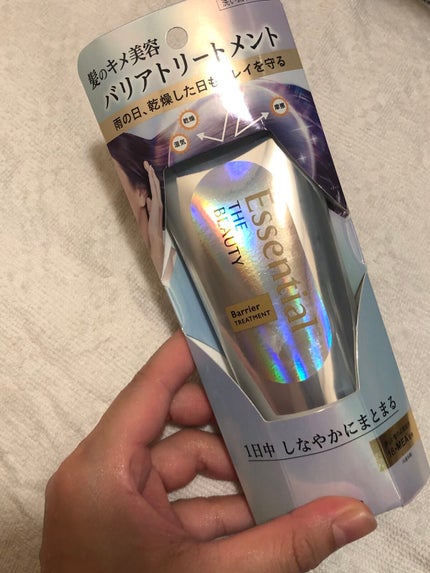 髪のキメ美容
バリアトリートメント
雨の日、乾燥した日もキレイを守る
乾燥
湿気
摩擦
Essential
THE
BEAUTY
Barrier
TREATMENT
1日中 しなやかにまとまる
18-MEA